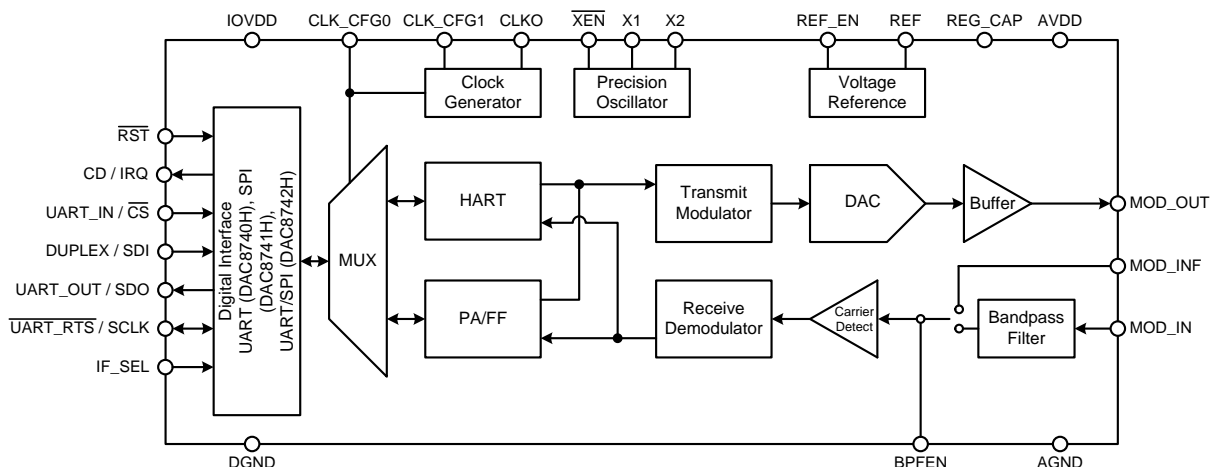 IOVDD CLK_CFG0 CLK_CFG1 CLKO XEN X1 X2 REF_EN REF REG_CAP AVDD
Clock
Generator
Precision
Oscillator
Voltage
Reference
RST
CD / IRQ
UART_IN / CS
DUPLEX / SDI
UART_OUT / SDO
UART_RTS / SCLK
IF_SEL
Digital Interface
UART (DAC8740H), SPI
(DAC8741H),
UART/SPI (DAC8742H)
MUX
HART
PA/FF
Transmit
Modulator
DAC
Buffer
MOD_OUT
MOD_INF
MOD_IN
Receive
Demodulator
Carrier
Detect
Bandpass
Filter
DGND BPFEN AGND